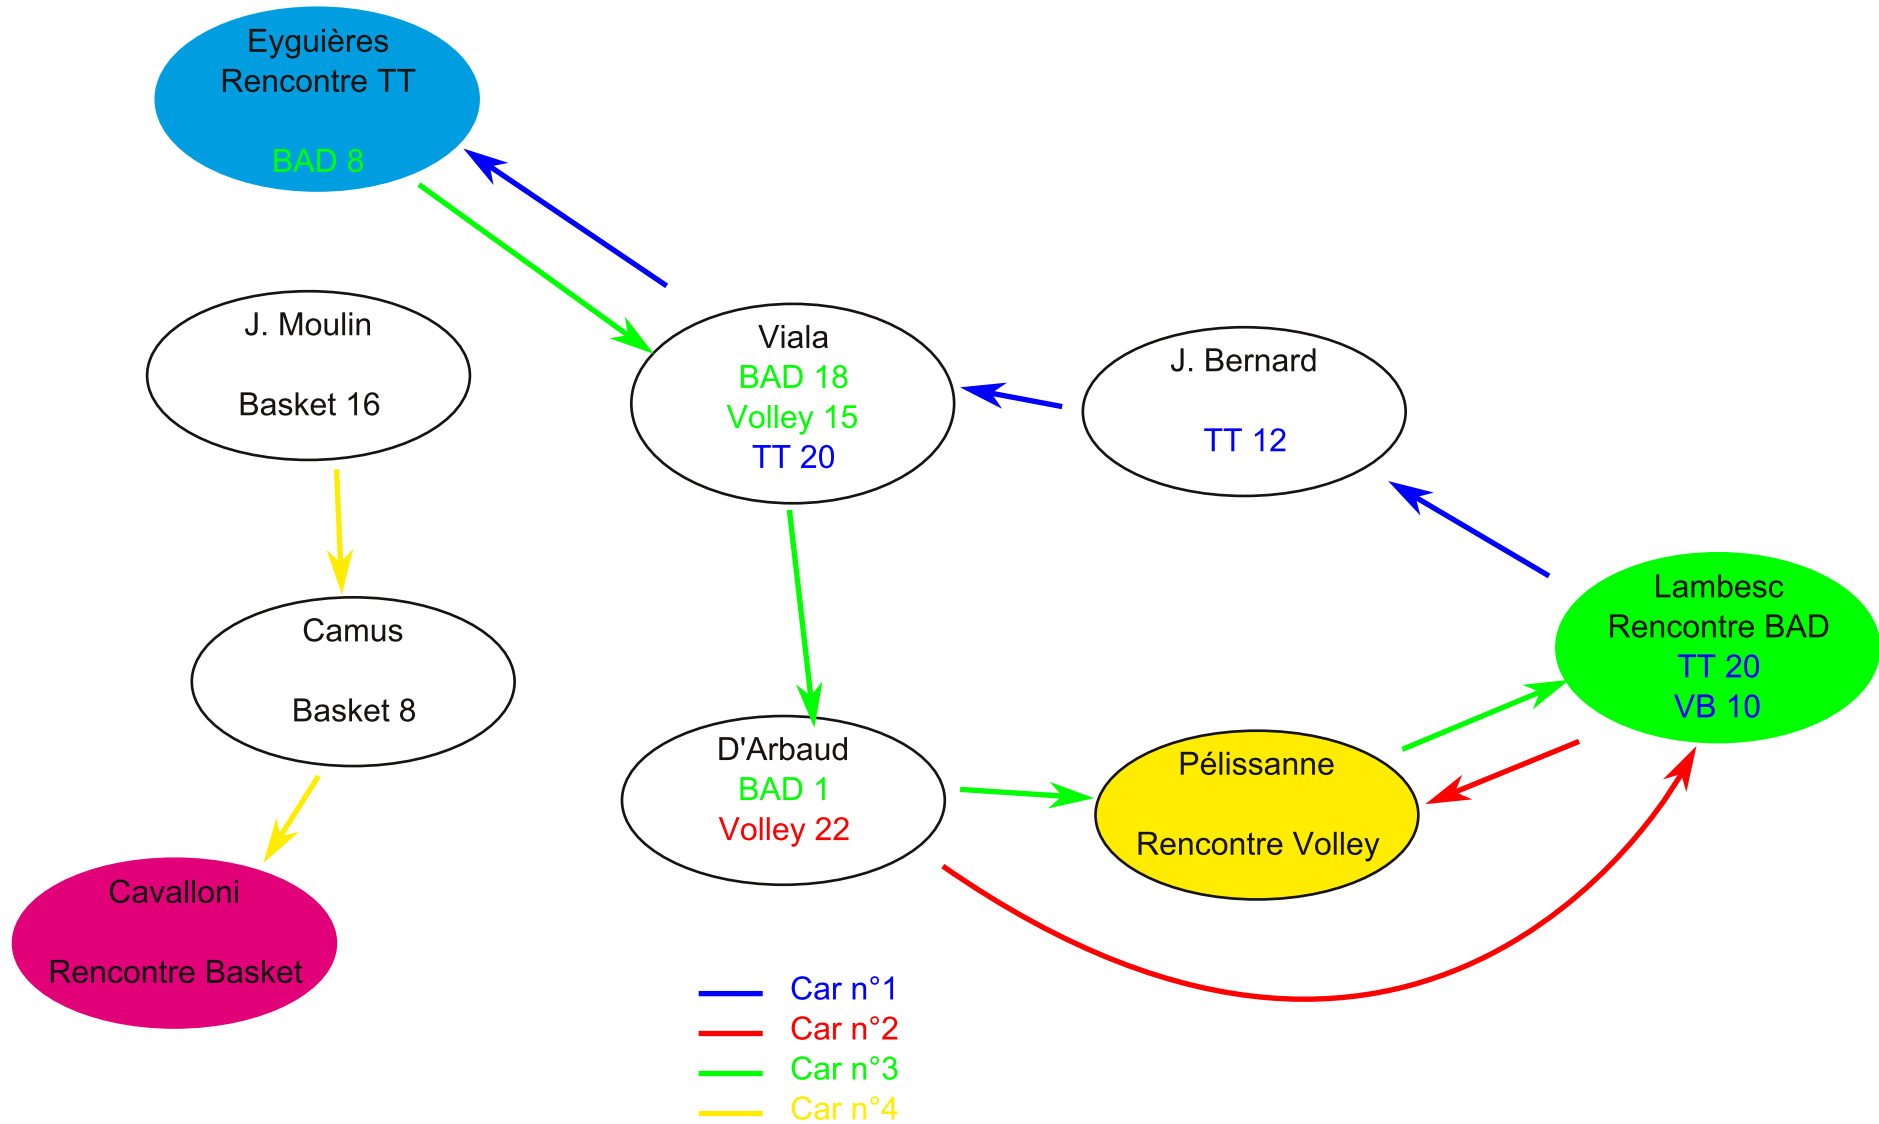 Eyguières
Rencontre TT
BAD 8
J. Moulin
Basket 16
Viala
BAD 18
Volley 15
TT 20
J. Bernard
TT 12
Camus
Basket 8
Lambesc
Rencontre BAD
TT 20
VB 10
D'Arbaud
BAD 1
Volley 22
Pélissanne
Rencontre Volley
Cavalloni
Rencontre Basket
Car n°1
Car n°2
Car n°3
Car n°4